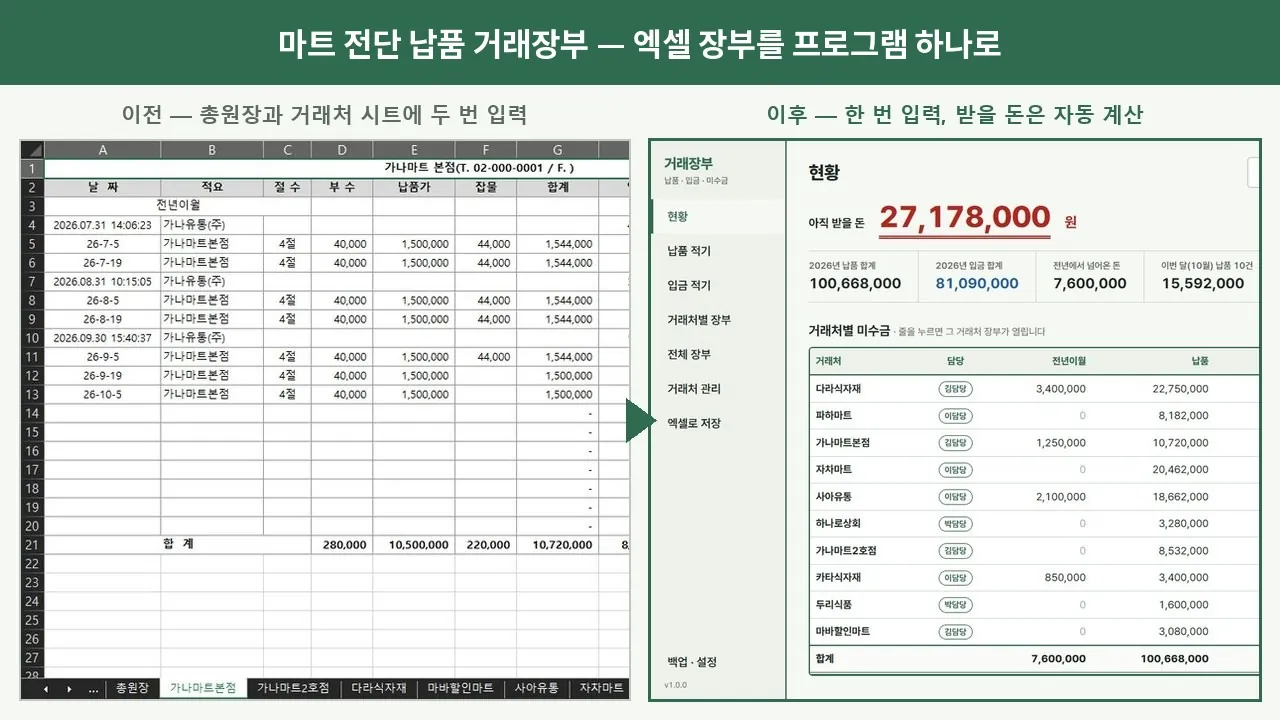 마트 전단 납품 거래장부 — 엑셀 장부를 프로그램 하나로
이전 — 총원장과 거래처 시트에 두 번 입력
A B C D E F G
1 가나마트 본점(T. 02-000-0001 / F. )
2 날 짜 적요 절 수 부 수 납품가 잡물 합계
3 전년이월
4 2026.07.31 14:06:23 가나유통(주)
5 26-7-5 가나마트본점 4절 40,000 1,500,000 44,000 1,544,000
6 26-7-19 가나마트본점 4절 40,000 1,500,000 44,000 1,544,000
7 2026.08.31 10:15:05 가나유통(주)
8 26-8-5 가나마트본점 4절 40,000 1,500,000 44,000 1,544,000
9 26-8-19 가나마트본점 4절 40,000 1,500,000 44,000 1,544,000
10 2026.09.30 15:40:37 가나유통(주)
11 26-9-5 가나마트본점 4절 40,000 1,500,000 44,000 1,544,000
12 26-9-19 가나마트본점 4절 40,000 1,500,000 1,500,000
13 26-10-5 가나마트본점 4절 40,000 1,500,000 1,500,000
14 -
15 -
16 -
17 -
18 -
19 -
20 -
21 합 계 280,000 10,500,000 220,000 10,720,000 8
22
23
24
25
26
27
28
... 총원장 가나마트본점 가나마트2호점 다라식자재 마바할인마트 사아유통 자차마트
이후 — 한 번 입력, 받을 돈은 자동 계산
거래장부
납품 · 입금 · 미수금
현황
납품 적기
입금 적기
거래처별 장부
전체 장부
거래처 관리
엑셀로 저장
백업 · 설정
v1.0.0
현황
아직 받을 돈 27,178,000 원
2026년 납품 합계 2026년 입금 합계 전년에서 넘어온 돈 이번 달(10월) 납품 10건
100,668,000 81,090,000 7,600,000 15,592,000
거래처별 미수금 · 줄을 누르면 그 거래처 장부가 열립니다
거래처 담당 전년이월 납품
다라식자재 김담당 3,400,000 22,750,000
파하마트 이담당 0 8,182,000
가나마트본점 김담당 1,250,000 10,720,000
자차마트 이담당 0 20,462,000
사아유통 이담당 2,100,000 18,662,000
하나로상회 박담당 0 3,280,000
가나마트2호점 김담당 0 8,532,000
카타식자재 이담당 850,000 3,400,000
두리식품 박담당 0 1,600,000
마바할인마트 김담당 0 3,080,000
합계 7,600,000 100,668,000